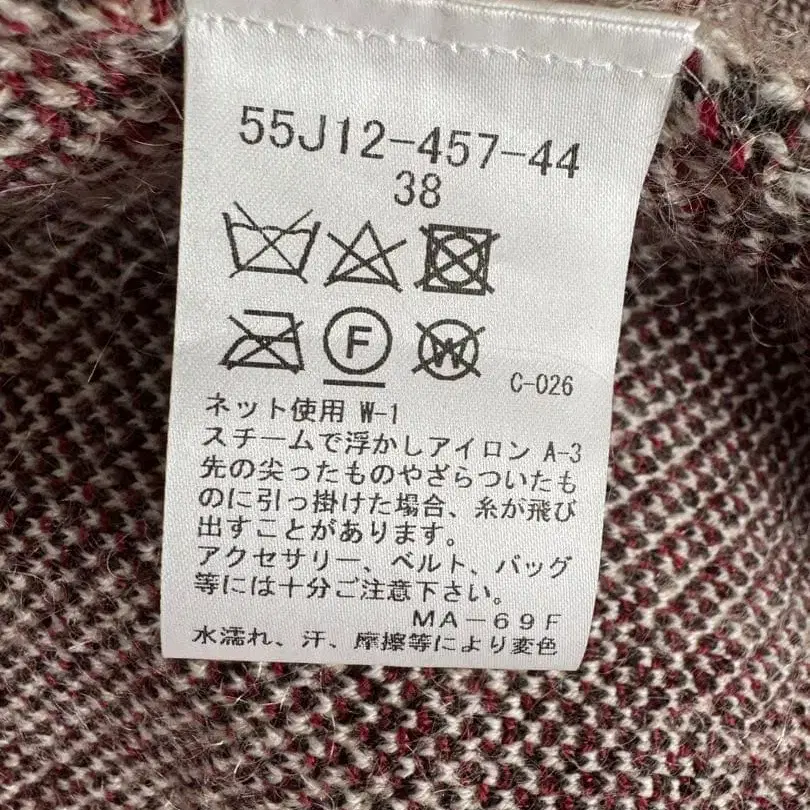 55J12-457-44
38
F W
C-026
ネット使用 W-1
スチームで浮かしアイロン A-3
先の尖ったものやざらついたも
のに引っ掛けた場合、糸が飛び
出すことがあります。
アクセサリー、ベルト、バッグ
等には十分ご注意下さい。
MA-69F
水濡れ、汗、摩擦等により変色